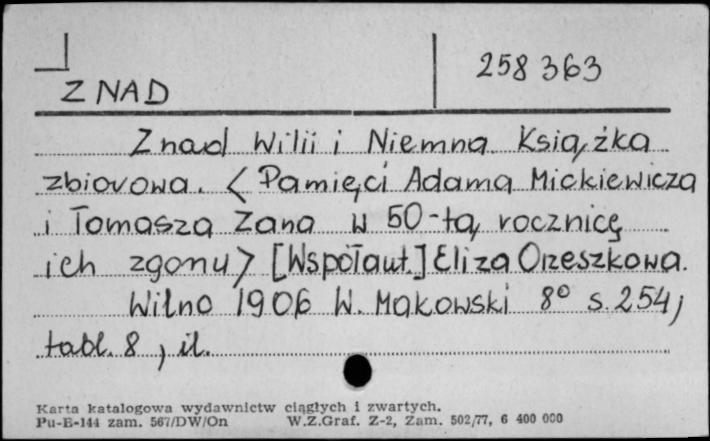 258 363
ZNAD
Znad Wilii i Niemna. Książka
zbiorowa. < Pamięci Adama Mickiewicza
i Tomasza Zana w 50-tą rocznicę
ich zgonu > [Współaut.] Eliza Orzeszkowa.
Wilno 1906 W. Makowski 8° s. 254,
tabl. 8, il.
Karta katalogowa wydawnictw ciągłych i zwartych.
Pu-E-144 zam. 567/DW/On W.Z.Graf. Z-2, Zam. 502/77, 6 400 000